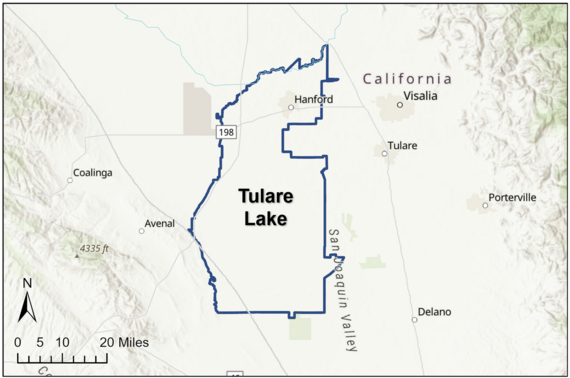 California
Hanford
Visalia
198
Tulare
Coalinga
Tulare
Lake
Porterville
Avenal
4335 ft
San Joaquin Valley
N
Delano
0 5 10 20 Miles